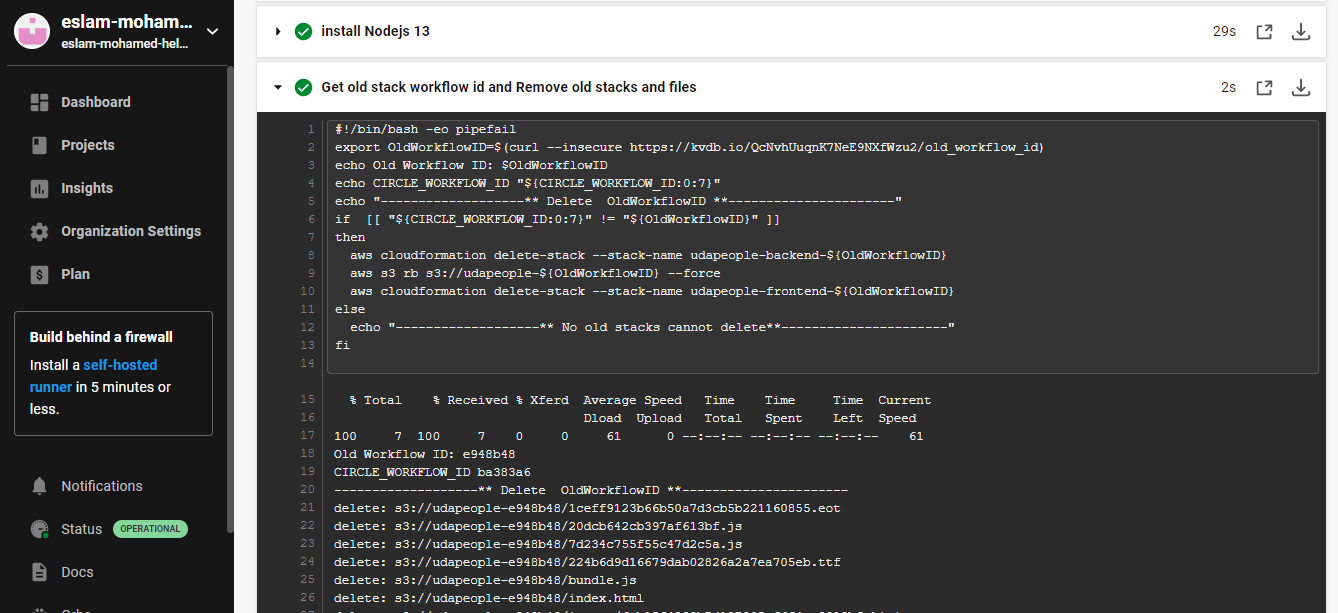 eslam-moham...
eslam-mohamed-hel...
Dashboard
Projects
Insights
Organization Settings
Plan
Build behind a firewall
Install a self-hosted
runner in 5 minutes or
less.
Notifications
Status OPERATIONAL
Docs
install Nodejs 13 29s
Get old stack workflow id and Remove old stacks and files 2s
1 #!/bin/bash -eo pipefail
2 export OldWorkflowID=$(curl --insecure https://kvdb.io/QcNvhUuqnK7NeE9NXfWzu2/old_workflow_id)
3 echo Old Workflow ID: $OldWorkflowID
4 echo CIRCLE_WORKFLOW_ID "${CIRCLE_WORKFLOW_ID:0:7}"
5 echo "-------------------** Delete  OldWorkflowID **----------------------"
6 if  [[ "${CIRCLE_WORKFLOW_ID:0:7}" != "${OldWorkflowID}" ]]
7 then
8   aws cloudformation delete-stack --stack-name udapeople-backend-${OldWorkflowID}
9   aws s3 rb s3://udapeople-${OldWorkflowID} --force
10   aws cloudformation delete-stack --stack-name udapeople-frontend-${OldWorkflowID}
11 else
12   echo "-------------------** No old stacks cannot delete**----------------------"
13 fi
14
15   % Total    % Received % Xferd  Average Speed   Time    Time     Time  Current
16                                  Dload  Upload   Total   Spent    Left  Speed
17 100     7  100     7    0     0     61      0 --:--:-- --:--:-- --:--:--    61
18 Old Workflow ID: e948b48
19 CIRCLE_WORKFLOW_ID ba383a6
20 -------------------** Delete  OldWorkflowID **----------------------
21 delete: s3://udapeople-e948b48/1ceff9123b66b50a7d3cb5b221160855.eot
22 delete: s3://udapeople-e948b48/20dcb642cb397af613bf.js
23 delete: s3://udapeople-e948b48/7d234c755f55c47d2c5a.js
24 delete: s3://udapeople-e948b48/224b6d9d16679dab02826a2a7ea705eb.ttf
25 delete: s3://udapeople-e948b48/bundle.js
26 delete: s3://udapeople-e948b48/index.html